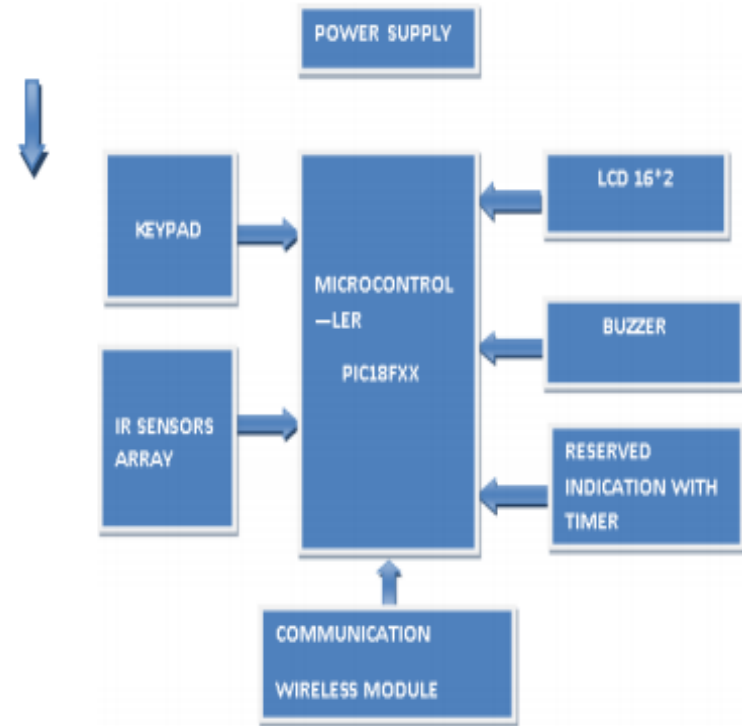 POWER SUPPLY
KEYPAD
IR SENSORS
ARRAY
MICROCONTROL
—LER
PIC18FXX
LCD 16*2
BUZZER
RESERVED
INDICATION WITH
TIMER
COMMUNICATION
WIRELESS MODULE